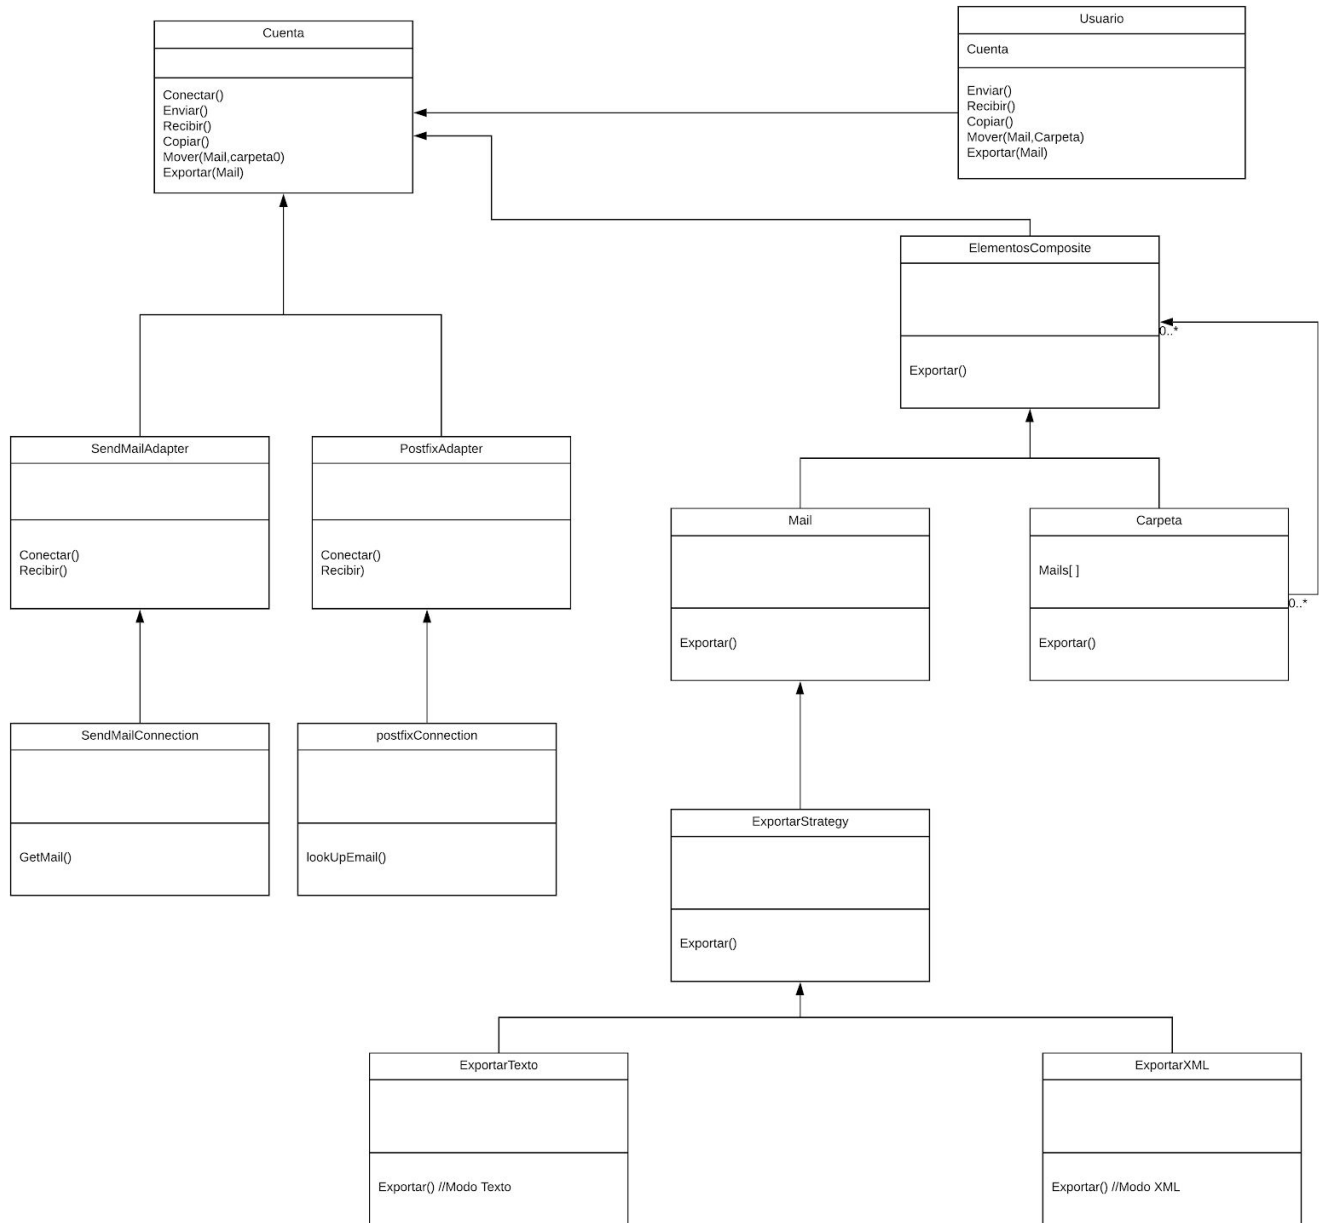 Cuenta
Conectar()
Enviar()
Recibir()
Copiar()
Mover(Mail,carpeta0)
Exportar(Mail)
Usuario
Cuenta
Enviar()
Recibir()
Copiar()
Mover(Mail,Carpeta)
Exportar(Mail)
ElementosComposite
Exportar()
0..*
SendMailAdapter
Conectar()
Recibir()
PostfixAdapter
Conectar()
Recibir)
Mail
Exportar()
Carpeta
Mails[ ]
Exportar()
0..*
SendMailConnection
GetMail()
postfixConnection
lookUpEmail()
ExportarStrategy
Exportar()
ExportarTexto
Exportar() //Modo Texto
ExportarXML
Exportar() //Modo XML